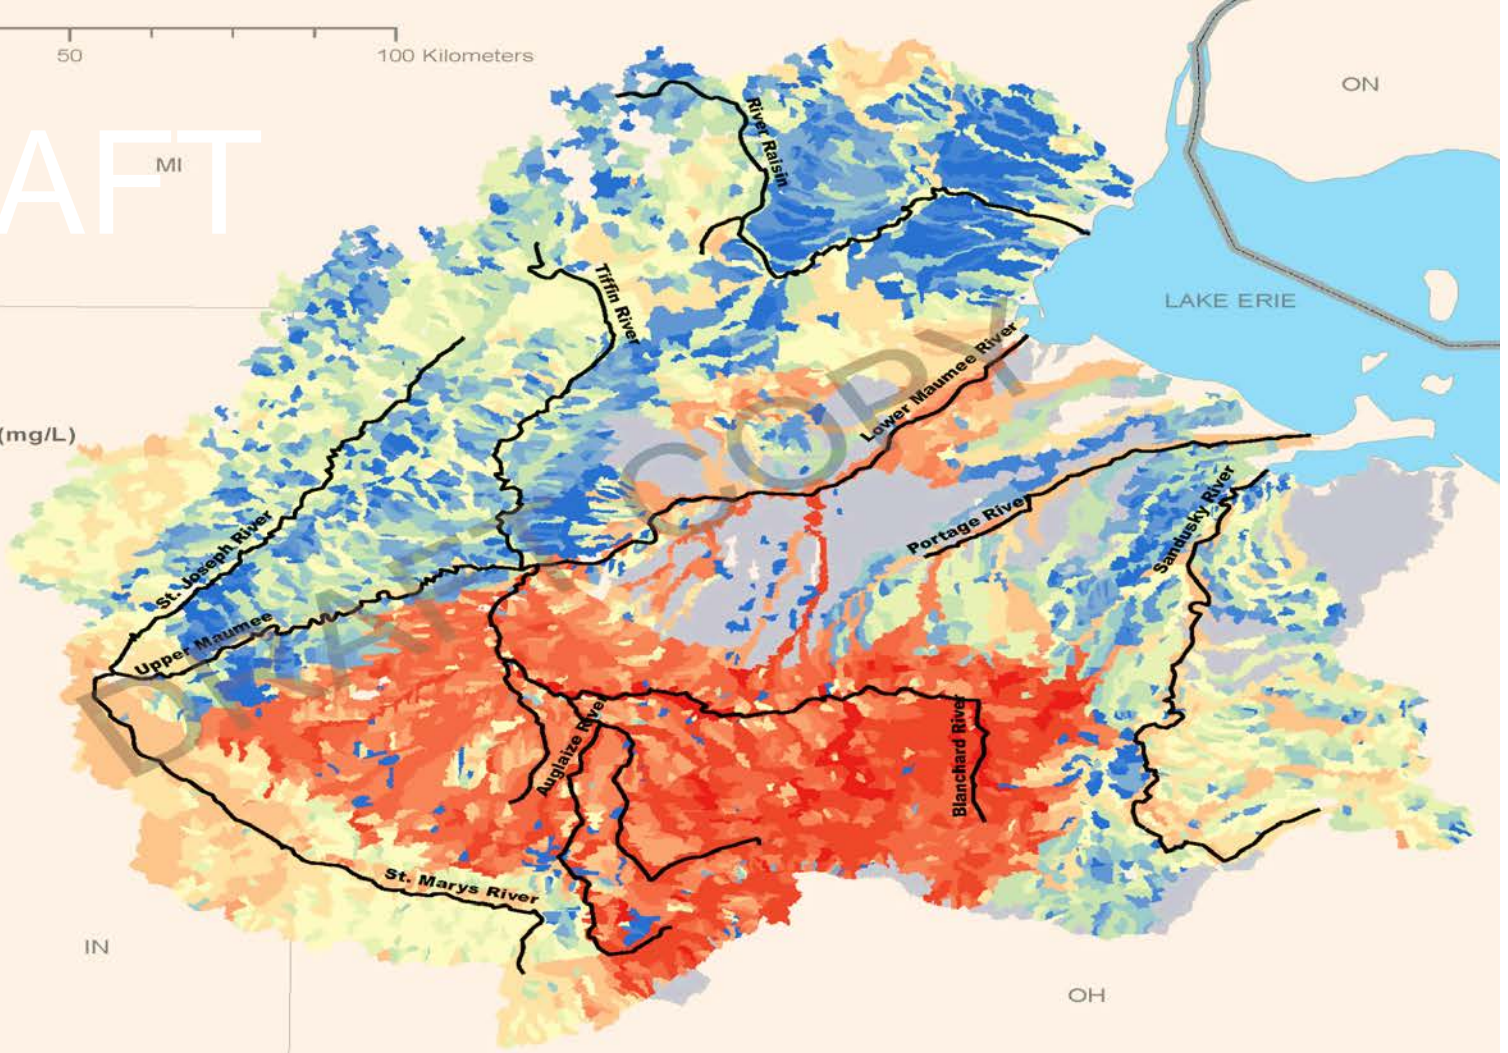 50
100 Kilometers
ON
AFT
MI
River Raisin
Tiffin River
LAKE ERIE
(mg/L)
Lower Maumee River
DRAFT COPY
Portage River
Sandusky River
St. Joseph River
Upper Maumee
Auglaize River
Blanchard River
St. Marys River
IN
OH